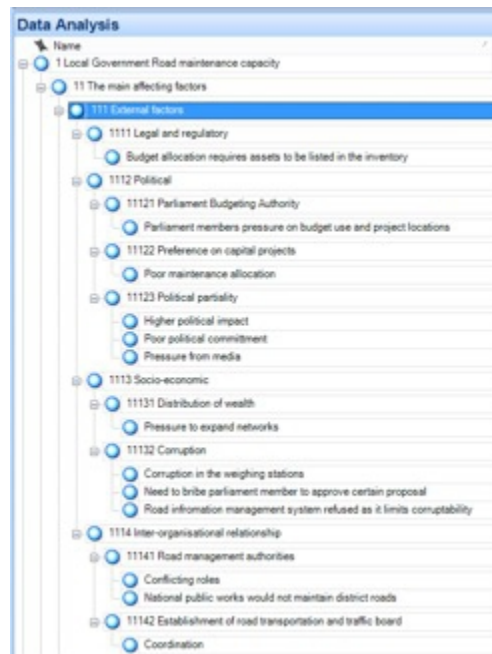 Data Analysis
Name
1 Local Government Road maintenance capacity
11 The main affecting factors
111 External factors
1111 Legal and regulatory
Budget allocation requires assets to be listed in the inventory
1112 Political
11121 Parliament Budgeting Authority
Parliament members pressure on budget use and project locations
11122 Preference on capital projects
Poor maintenance allocation
11123 Political partiality
Higher political impact
Poor political committment
Pressure from media
1113 Socio-economic
11131 Distribution of wealth
Pressure to expand networks
11132 Corruption
Corruption in the weighing stations
Need to bribe parliament member to approve certain proposal
Road infromation management system refused as it limits corruptability
1114 Inter-organisational relationship
11141 Road management authorities
Conflicting roles
National public works would not maintain district roads
11142 Establishment of road transportation and traffic board
Coordination